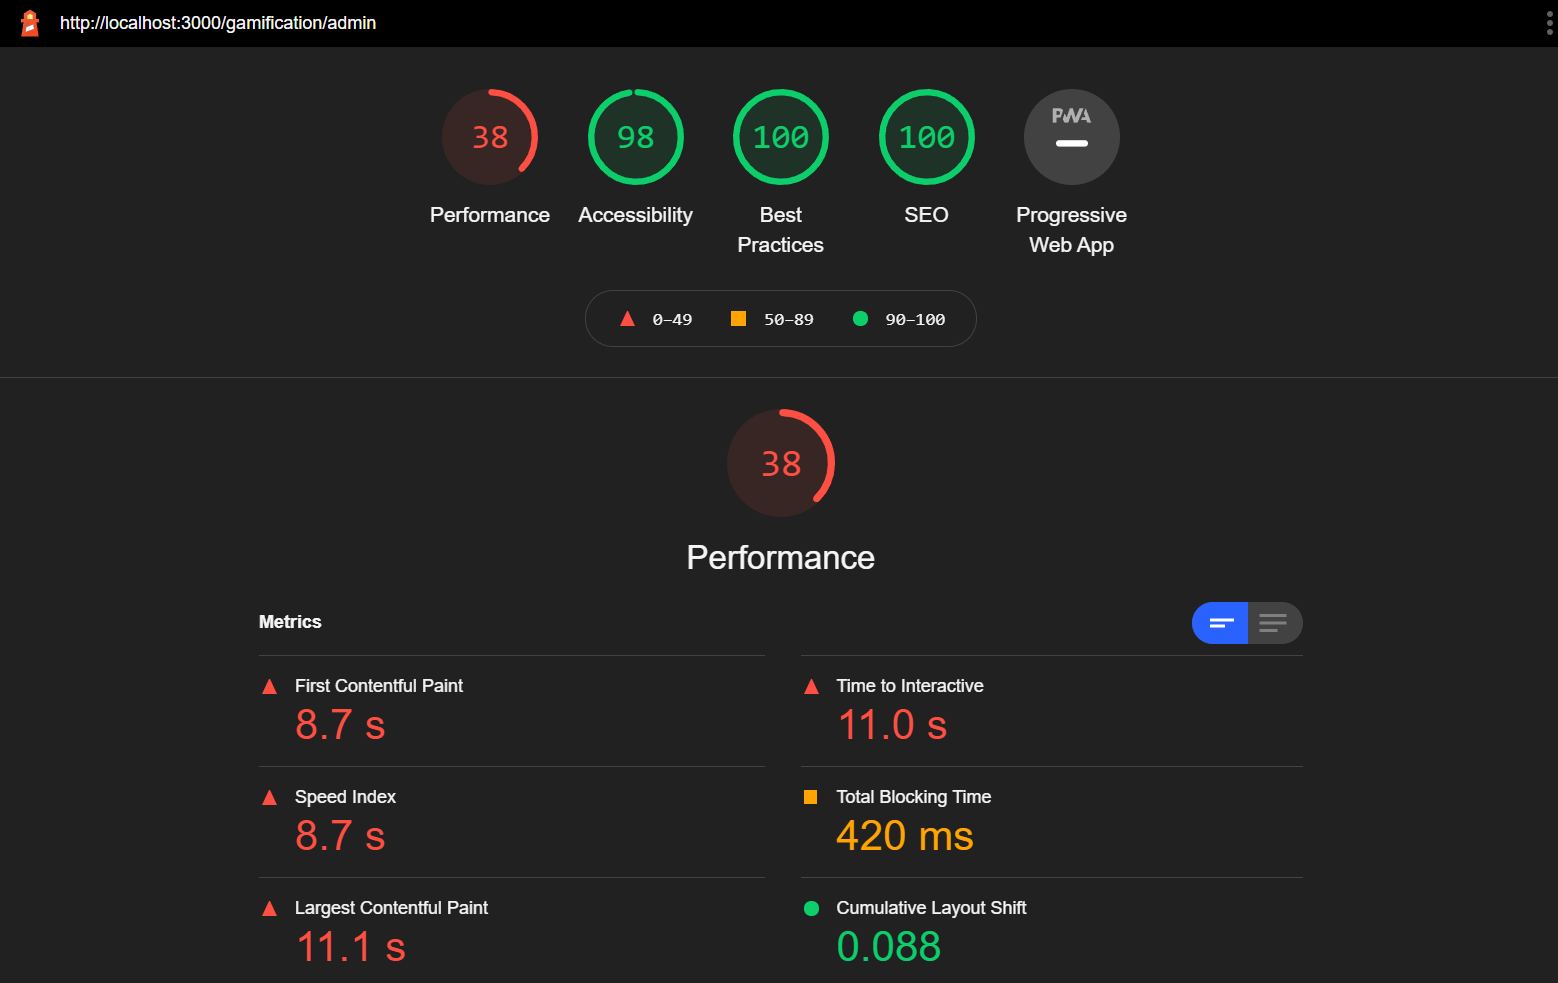 http://localhost:3000/gamification/admin
38
98
100
100
PWA
Performance
Accessibility
Best
Practices
SEO
Progressive
Web App
0–49
50–89
90–100
38
Performance
Metrics
First Contentful Paint
8.7 s
Time to Interactive
11.0 s
Speed Index
8.7 s
Total Blocking Time
420 ms
Largest Contentful Paint
11.1 s
Cumulative Layout Shift
0.088